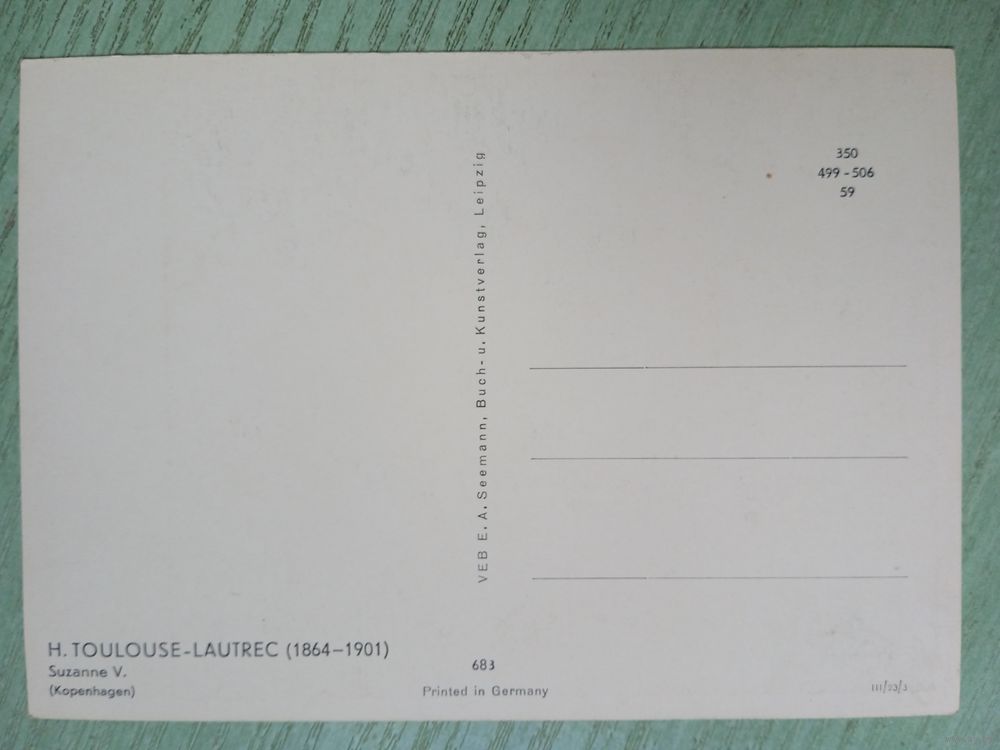 350
499 - 506
59
VEB E. A. Seemann, Buch- u. Kunstverlag, Leipzig
H. TOULOUSE-LAUTREC (1864–1901)
Suzanne V.
(Kopenhagen)
683
Printed in Germany